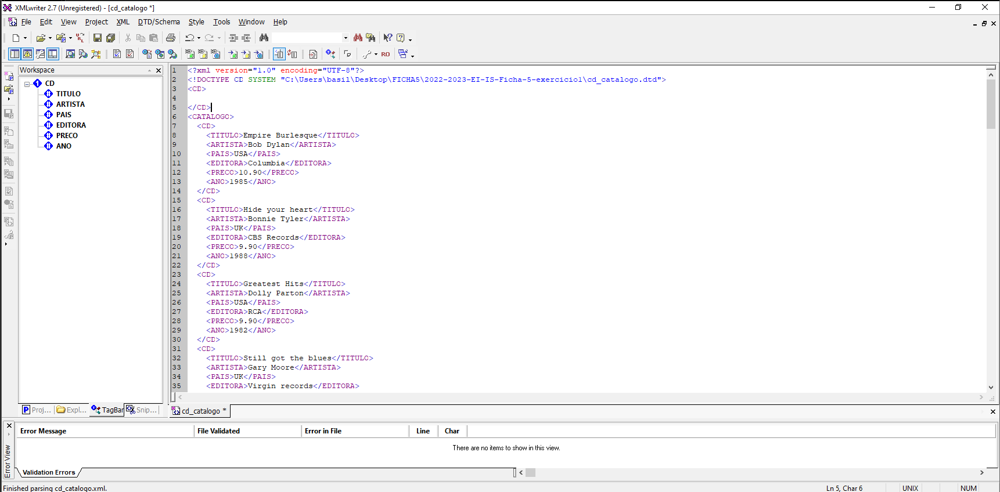 XMLwriter 2.7 (Unregistered) - [cd_catalogo *]
File Edit View Project XML DTD/Schema Style Tools Window Help
RO
Workspace
CD
TITULO
ARTISTA
PAIS
EDITORA
PRECO
ANO
1 <?xml version="1.0" encoding="UTF-8"?>
2 <!DOCTYPE CD SYSTEM "C:\Users\basil\Desktop\FICHA5\2022-2023-EI-IS-Ficha-5-exercicio1\cd_catalogo.dtd">
3 <CD>
4
5 </CD>
6 <CATALOGO>
7 <CD>
8 <TITULO>Empire Burlesque</TITULO>
9 <ARTISTA>Bob Dylan</ARTISTA>
10 <PAIS>USA</PAIS>
11 <EDITORA>Columbia</EDITORA>
12 <PRECO>10.90</PRECO>
13 <ANO>1985</ANO>
14 </CD>
15 <CD>
16 <TITULO>Hide your heart</TITULO>
17 <ARTISTA>Bonnie Tyler</ARTISTA>
18 <PAIS>UK</PAIS>
19 <EDITORA>CBS Records</EDITORA>
20 <PRECO>9.90</PRECO>
21 <ANO>1988</ANO>
22 </CD>
23 <CD>
24 <TITULO>Greatest Hits</TITULO>
25 <ARTISTA>Dolly Parton</ARTISTA>
26 <PAIS>USA</PAIS>
27 <EDITORA>RCA</EDITORA>
28 <PRECO>9.90</PRECO>
29 <ANO>1982</ANO>
30 </CD>
31 <CD>
32 <TITULO>Still got the blues</TITULO>
33 <ARTISTA>Gary Moore</ARTISTA>
34 <PAIS>UK</PAIS>
35 <EDITORA>Virgin records</EDITORA>
Proj... Expl... TagBar Snip...
cd_catalogo *
Error View
Error Message File Validated Error in File Line Char
There are no items to show in this view.
Validation Errors
Finished parsing cd_catalogo.xml. Ln 5, Char 6 UNIX NUM